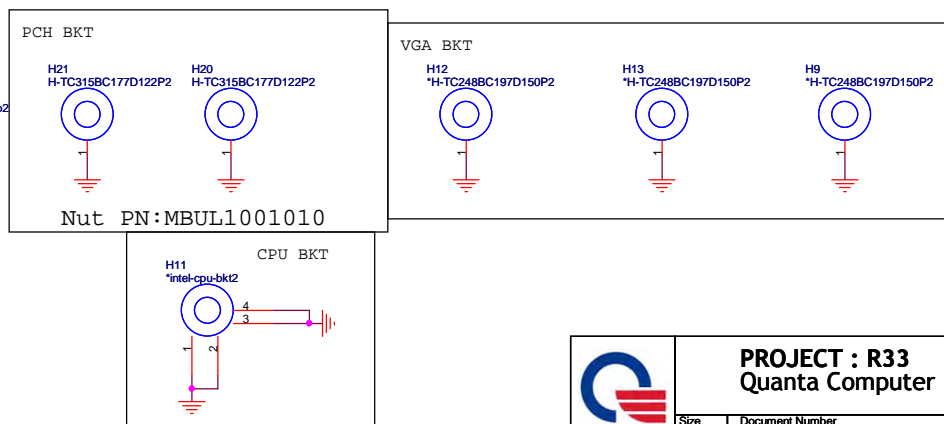 PCH BKT
H21
H-TC315BC177D122P2
1
H20
H-TC315BC177D122P2
1
Nut PN:MBUL1001010
VGA BKT
H12
*H-TC248BC197D150P2
1
H13
*H-TC248BC197D150P2
1
H9
*H-TC248BC197D150P2
1
CPU BKT
H11
*intel-cpu-bkt2
4
3
1
2
PROJECT : R33
Quanta Computer
Size
Document Number